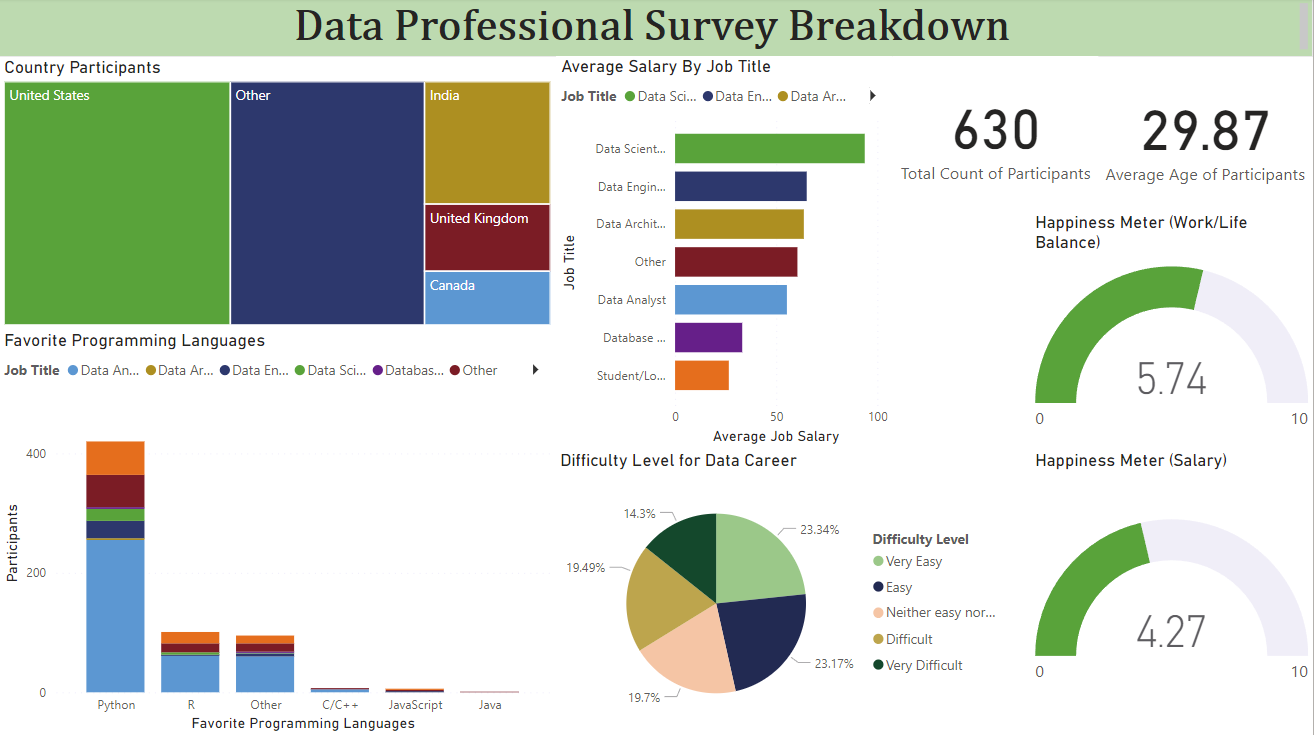 Data Professional Survey Breakdown
Country Participants
United States
Other
India
United Kingdom
Canada
Average Salary By Job Title
Job Title
Data Sci...
Data En...
Data Ar...
Job Title
Data Scient...
Data Engin...
Data Archit...
Other
Data Analyst
Database ...
Student/Lo...
0
50
100
Average Job Salary
630
Total Count of Participants
29.87
Average Age of Participants
Happiness Meter (Work/Life
Balance)
5.74
0
10
Favorite Programming Languages
Job Title
Data An...
Data Ar...
Data En...
Data Sci...
Databas...
Other
Participants
400
200
0
Python
R
Other
C/C++
JavaScript
Java
Favorite Programming Languages
Difficulty Level for Data Career
14.3%
23.34%
19.49%
23.17%
19.7%
Difficulty Level
Very Easy
Easy
Neither easy nor...
Difficult
Very Difficult
Happiness Meter (Salary)
4.27
0
10